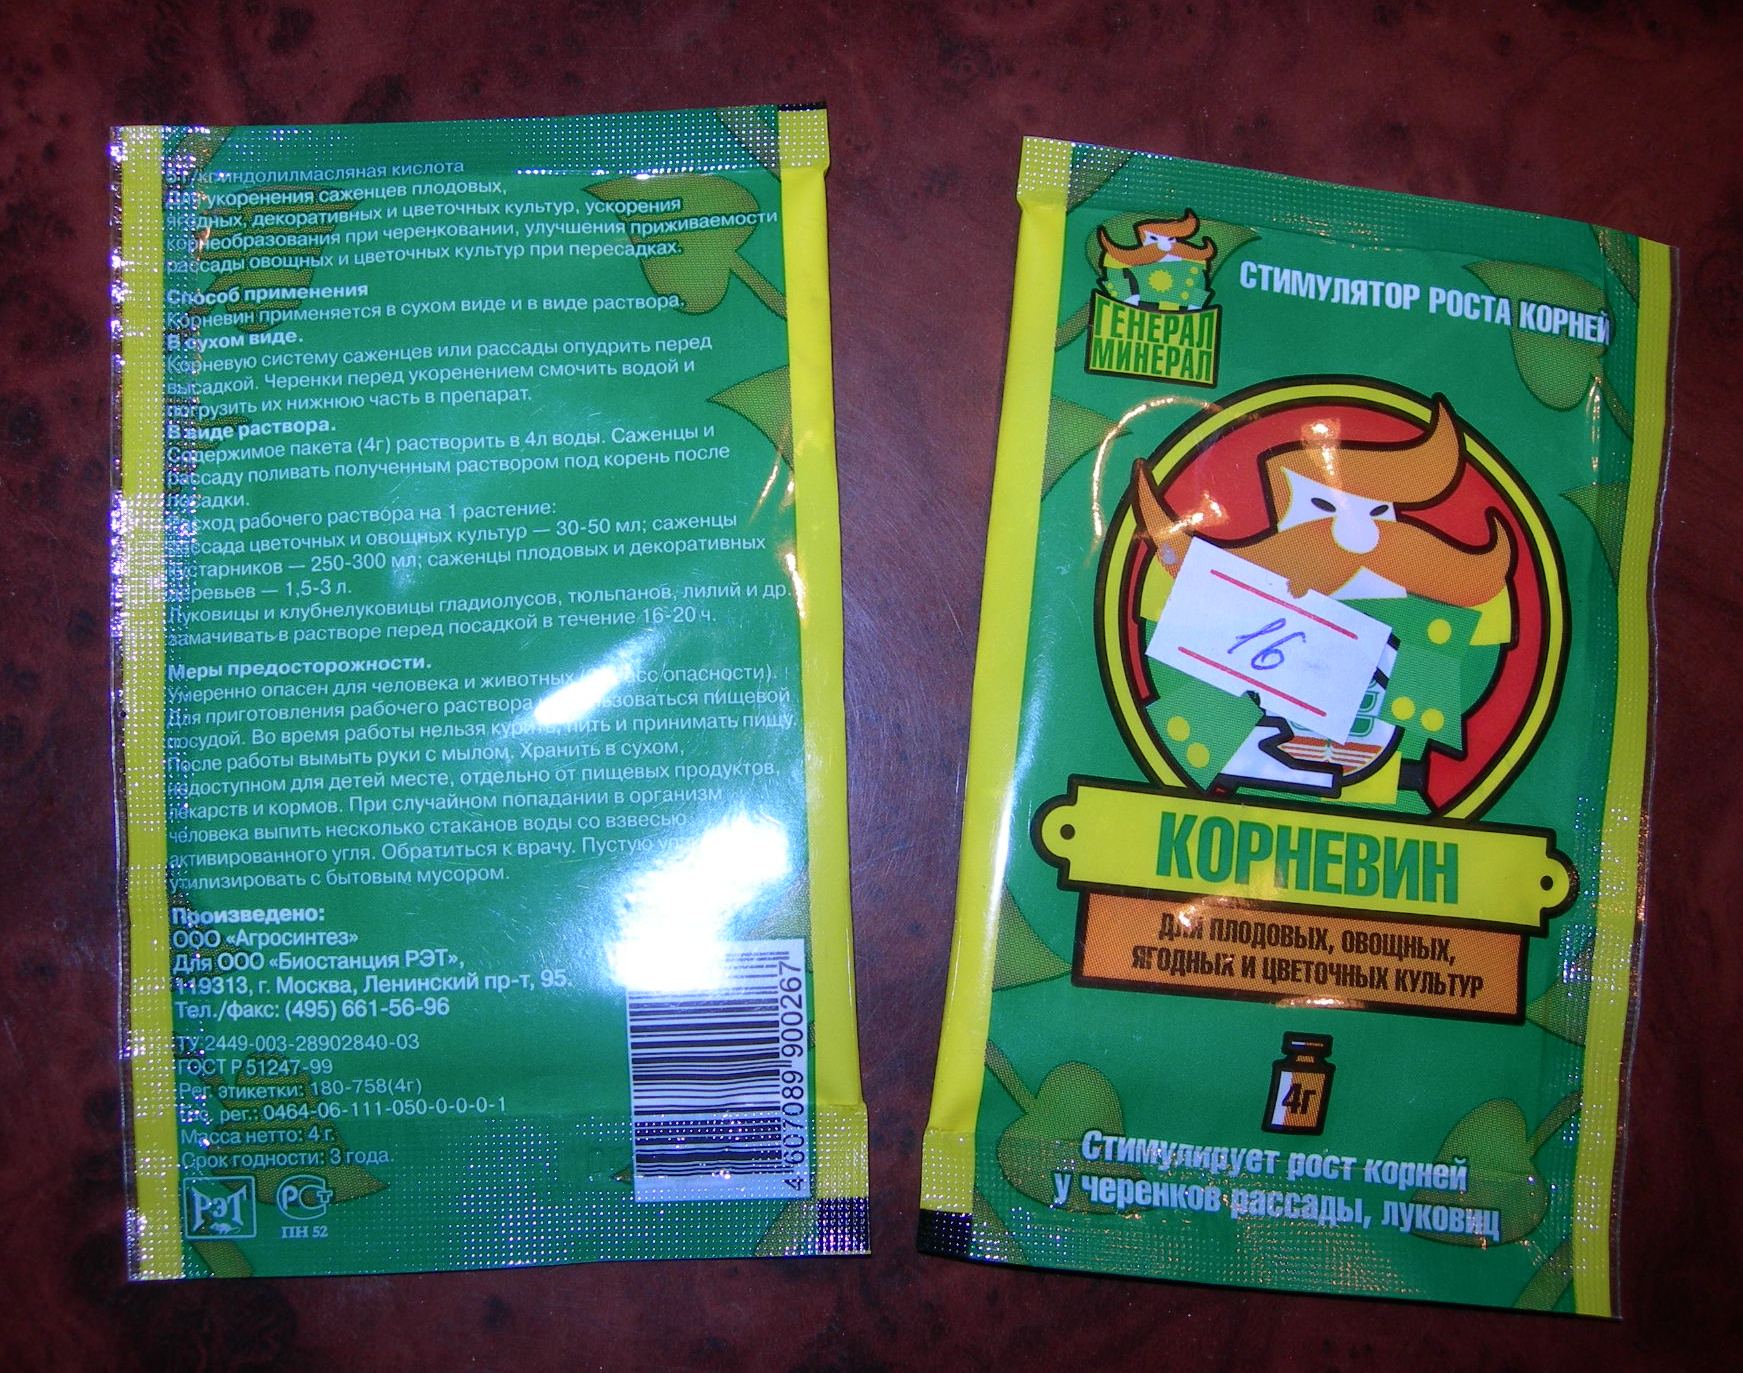 5г/кг индолилмасляная кислота
Для укоренения саженцев плодовых,
ягодных, декоративных и цветочных культур, ускорения
корнеобразования при черенковании, улучшения приживаемости
рассады овощных и цветочных культур при пересадках.
Способ применения
Корневин применяется в сухом виде и в виде раствора.
В сухом виде.
Корневую систему саженцев или рассады опудрить перед
высадкой. Черенки перед укоренением смочить водой и
погрузить их нижнюю часть в препарат.
В виде раствора.
Содержимое пакета (4г) растворить в 4л воды. Саженцы и
рассаду поливать полученным раствором под корень после
посадки.
Расход рабочего раствора на 1 растение:
рассада цветочных и овощных культур — 30-50 мл; саженцы
кустарников — 250-300 мл; саженцы плодовых и декоративных
деревьев — 1,5-3 л.
Луковицы и клубнелуковицы гладиолусов, тюльпанов, лилий и др.
замачивать в растворе перед посадкой в течение 16-20 ч.
Меры предосторожности.
Умеренно опасен для человека и животных опасности).
Для приготовления рабочего раствора пищевой
посудой. Во время работы нельзя курить, пить и принимать пищу.
После работы вымыть руки с мылом. Хранить в сухом,
недоступном для детей месте, отдельно от пищевых продуктов,
лекарств и кормов. При случайном попадании в организм
человека выпить несколько стаканов воды со взвесью
активированного угля. Обратиться к врачу. Пустую
утилизировать с бытовым мусором.
Произведено:
ООО «Агросинтез»
Для ООО «Биостанция РЭТ»,
119313, г. Москва, Ленинский пр-т, 95.
Тел./факс: (495) 661-56-96
ТУ 2449-003-28902840-03
ГОСТ Р 51247-99
Рег. этикетки: 180-758(4г)
Гос. рег.: 0464-06-111-050-0-0-0-1
Масса нетто: 4 г.
Срок годности: 3 года.
РЭТ
РСТ
ПН 52
4 607089 900267
ГЕНЕРАЛ
МИНЕРАЛ
СТИМУЛЯТОР РОСТА КОРНЕЙ
16
КОРНЕВИН
ДЛЯ ПЛОДОВЫХ, ОВОЩНЫХ,
ЯГОДНЫХ И ЦВЕТОЧНЫХ КУЛЬТУР
4г
Стимулирует рост корней
у черенков рассады, луковиц